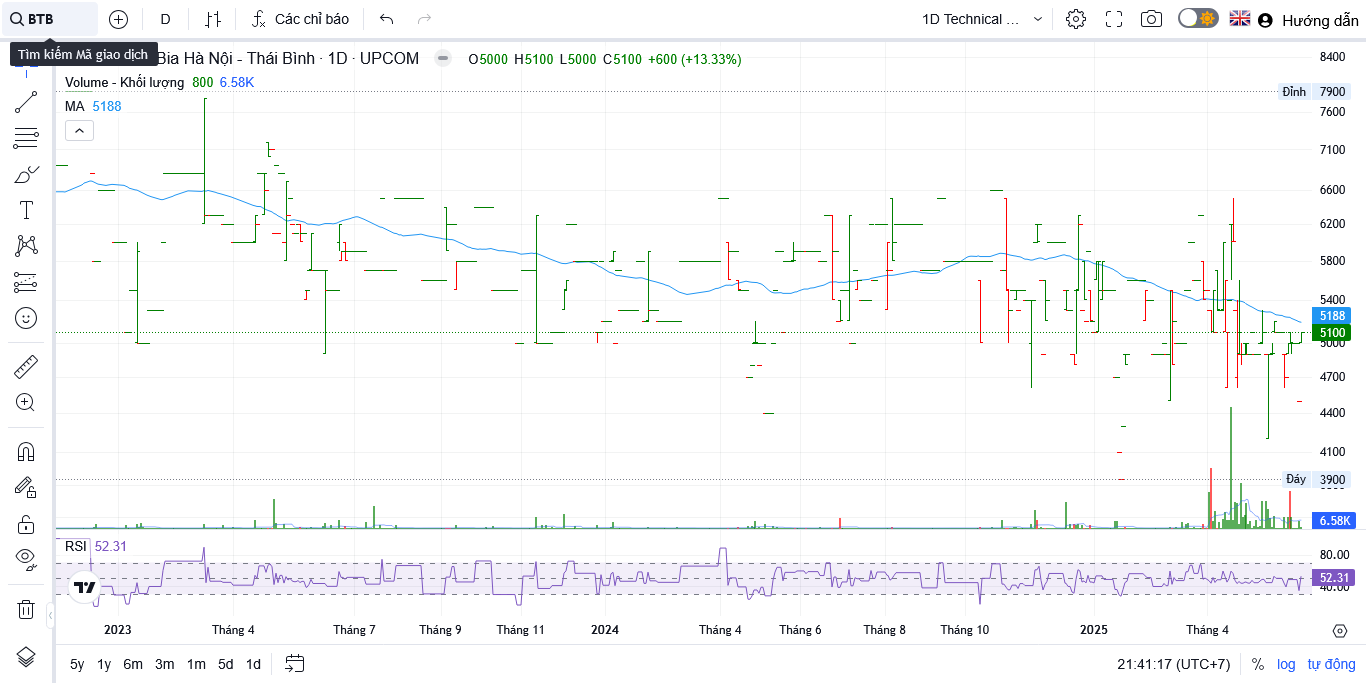 BTB
D
Các chỉ báo
1D Technical ...
Hướng dẫn
Tìm kiếm Mã giao dịch
Bia Hà Nội - Thái Bình · 1D · UPCOM
O5000 H5100 L5000 C5100 +600 (+13.33%)
Volume - Khối lượng 800 6.58K
MA 5188
8400
Đỉnh 7900
7600
7100
6600
6200
5800
5400
5188
5100
5000
4700
4400
4100
Đáy 3900
6.58K
RSI 52.31
80.00
52.31
40.00
2023 Tháng 4 Tháng 7 Tháng 9 Tháng 11 2024 Tháng 4 Tháng 6 Tháng 8 Tháng 10 2025 Tháng 4
5y 1y 6m 3m 1m 5d 1d
21:41:17 (UTC+7) % log tự động